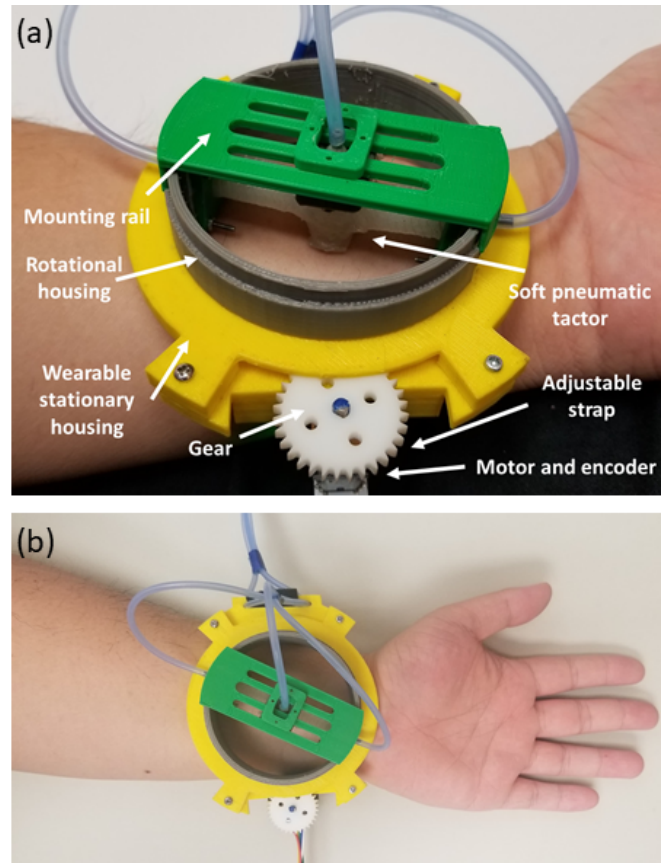 (a)
Mounting rail
Rotational
housing
Wearable
stationary
housing
Gear
Soft pneumatic
tactor
Adjustable
strap
Motor and encoder
(b)